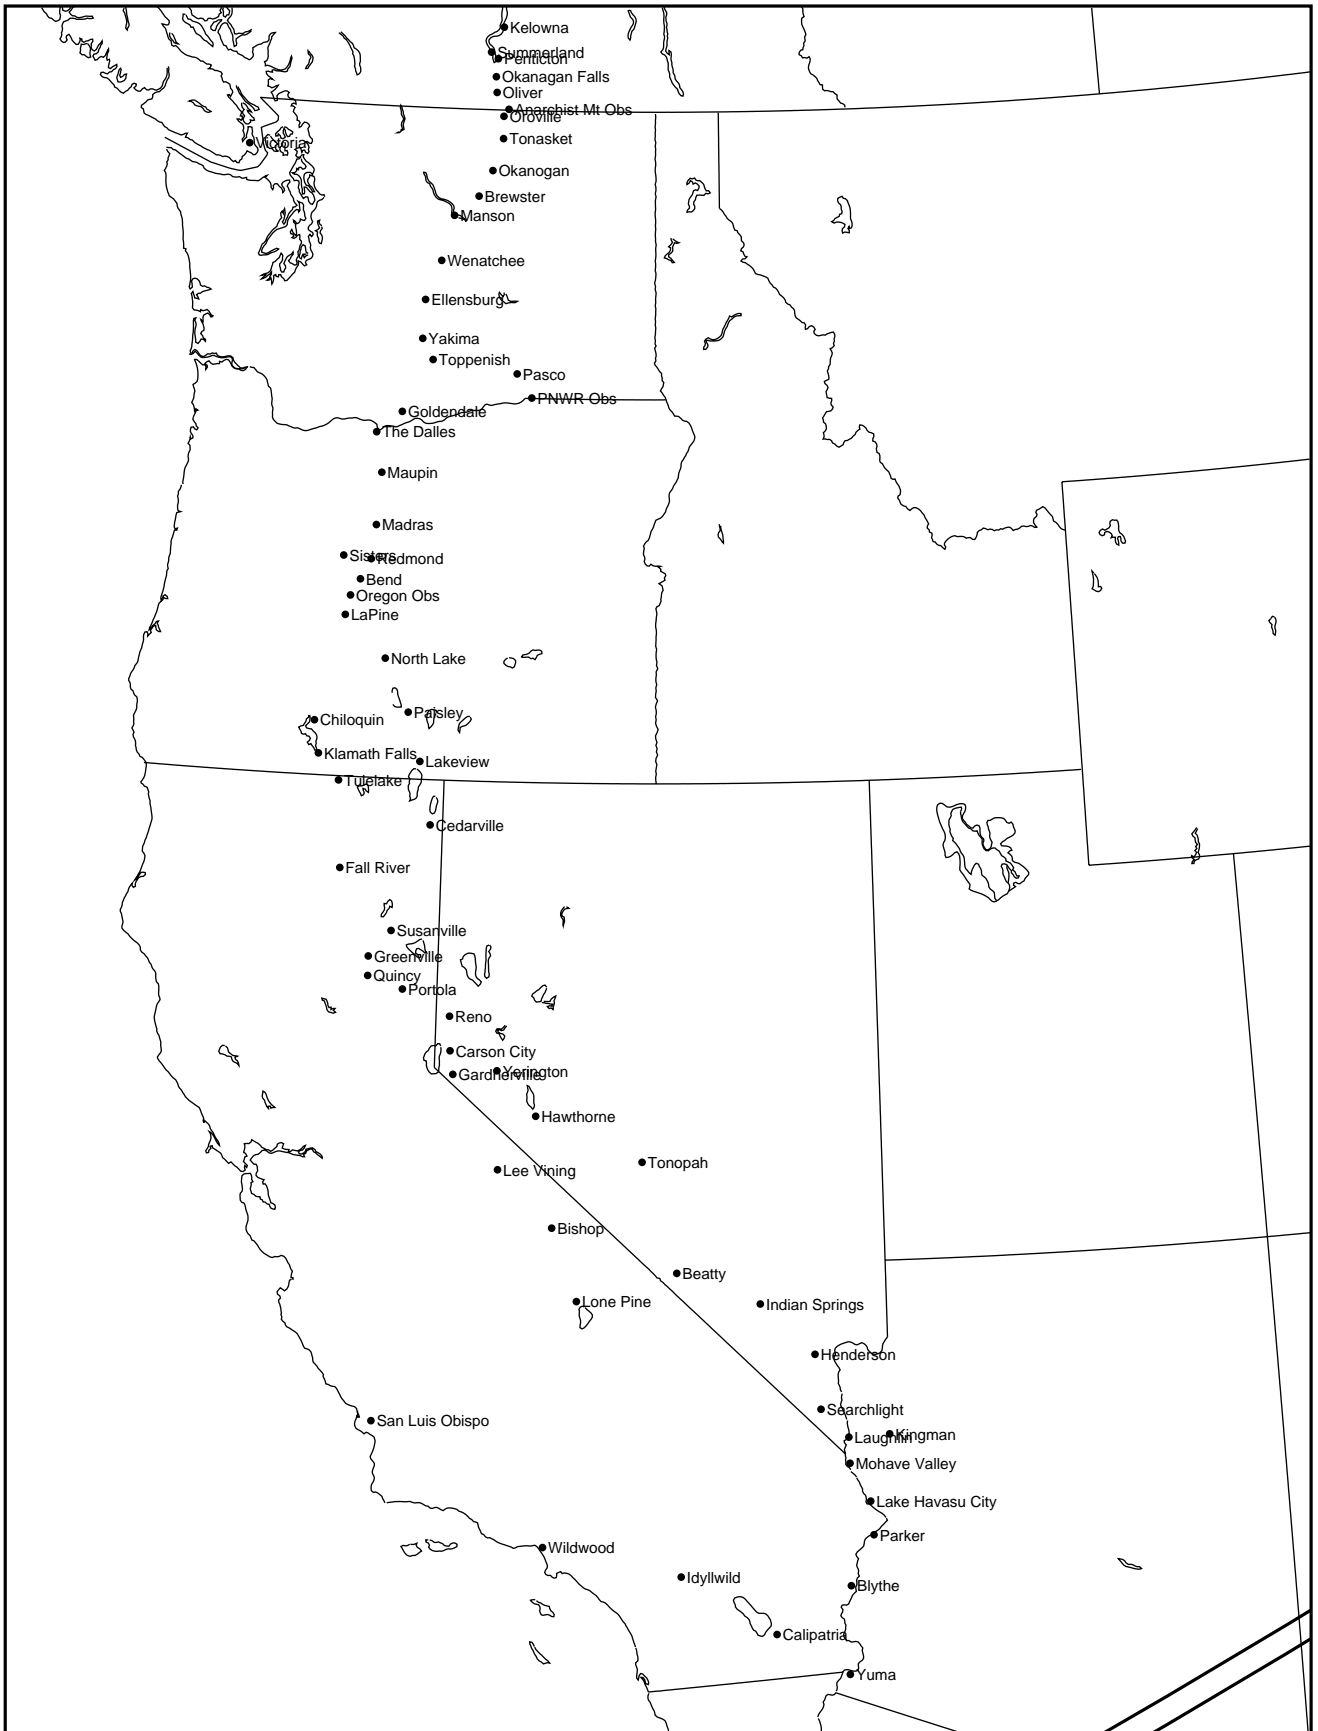 Kelowna
Summerland
Penticton
Okanagan Falls
Oliver
Anarchist Mt Obs
Oroville
Tonasket
Victoria
Okanogan
Brewster
Manson
Wenatchee
Ellensburg
Yakima
Toppenish
Pasco
PNWR Obs
Goldendale
The Dalles
Maupin
Madras
Sisters
Redmond
Bend
Oregon Obs
LaPine
North Lake
Paisley
Chiloquin
Klamath Falls
Lakeview
Tulelake
Cedarville
Fall River
Susanville
Greenville
Quincy
Portola
Reno
Carson City
Yerington
Gardnerville
Hawthorne
Tonopah
Lee Vining
Bishop
Beatty
Lone Pine
Indian Springs
Henderson
Searchlight
San Luis Obispo
Kingman
Laughlin
Mohave Valley
Lake Havasu City
Parker
Wildwood
Idyllwild
Blythe
Calipatria
Yuma